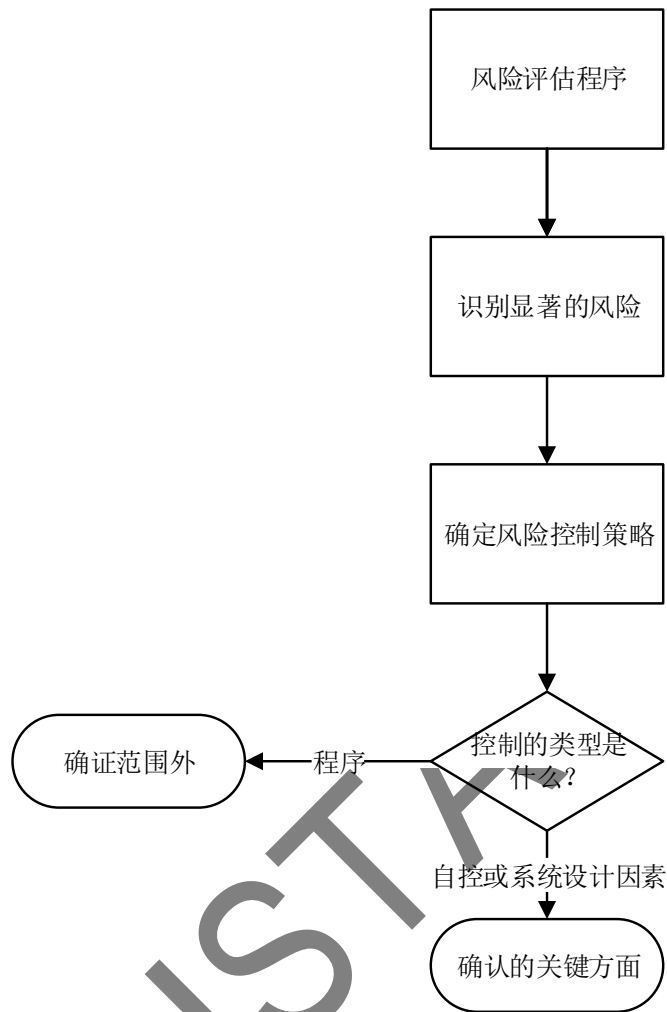 风险评估程序
识别显著的风险
确定风险控制策略
控制的类型是
什么？
程序
确证范围外
自控或系统设计因素
确认的关键方面